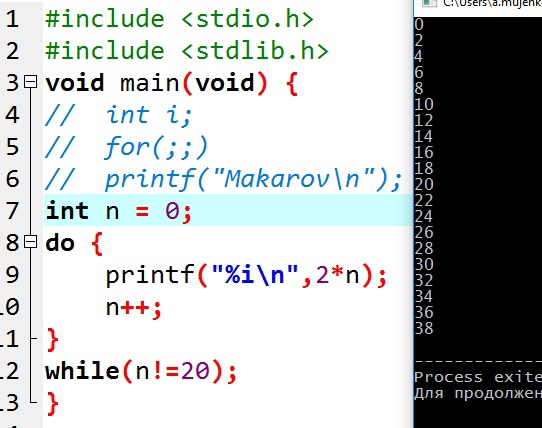 1 #include <stdio.h>
2 #include <stdlib.h>
3 void main(void) {
4 //  int i;
5 //  for(;;)
6 //  printf("Makarov\n");
7 int n = 0;
8 do {
9     printf("%i\n",2*n);
10     n++;
11 }
12 while(n!=20);
13 }
C:\Users\a.mujenk
0
2
4
6
8
10
12
14
16
18
20
22
24
26
28
30
32
34
36
38
--------------
Process exite
Для продолжен